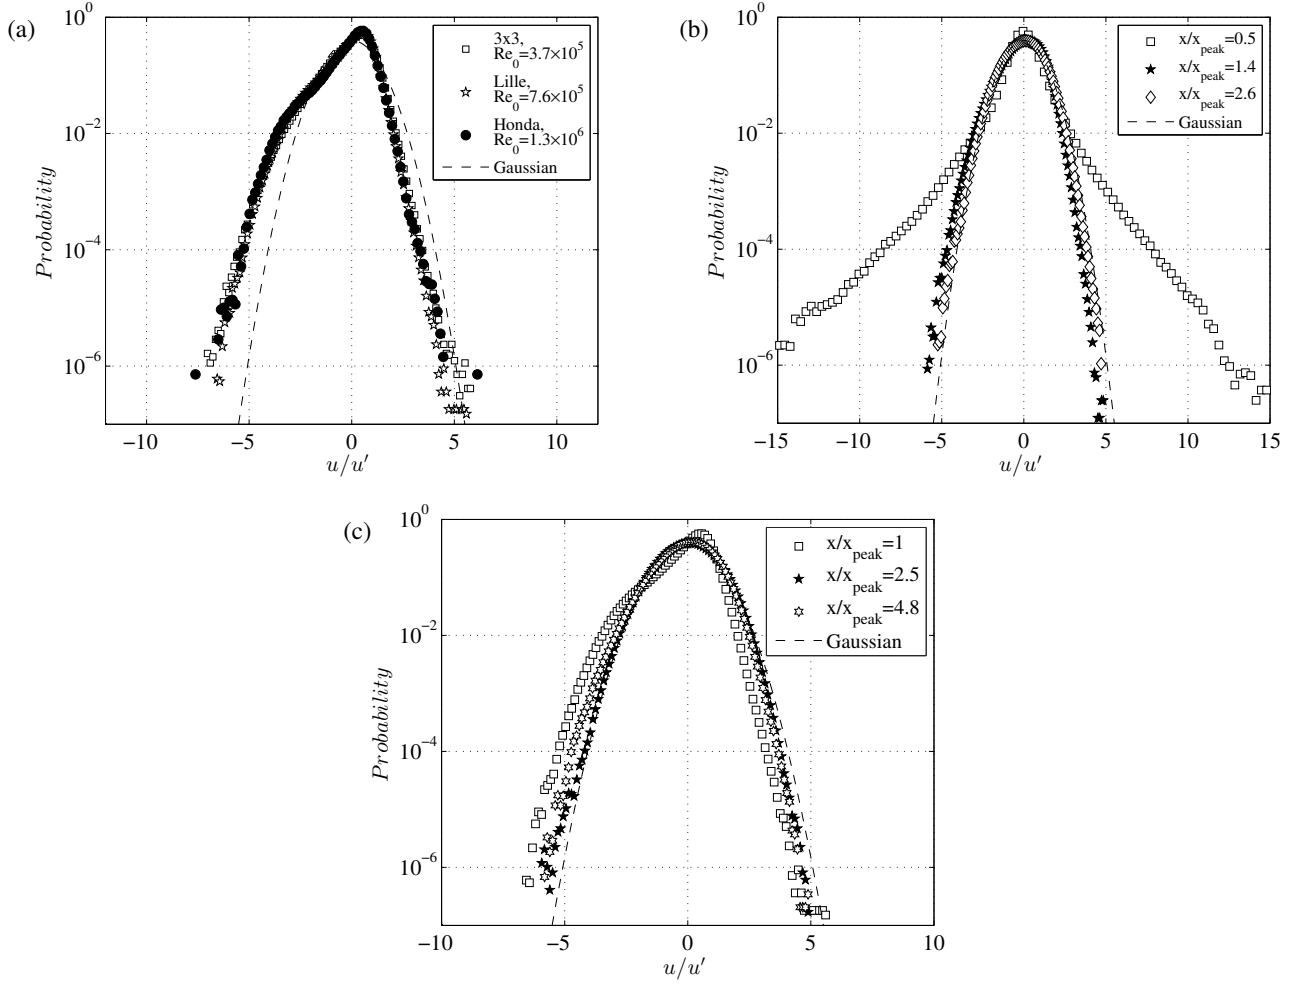 (a)
10^0
10^-2
10^-4
10^-6
Probability
−10
−5
0
5
10
u/u′
3x3,
Re_0=3.7×10^5
Lille,
Re_0=7.6×10^5
Honda,
Re_0=1.3×10^6
Gaussian
(b)
10^0
10^-2
10^-4
10^-6
Probability
−15
−10
−5
0
5
10
15
u/u′
x/x_peak=0.5
x/x_peak=1.4
x/x_peak=2.6
Gaussian
(c)
10^0
10^-2
10^-4
10^-6
Probability
−10
−5
0
5
10
u/u′
x/x_peak=1
x/x_peak=2.5
x/x_peak=4.8
Gaussian